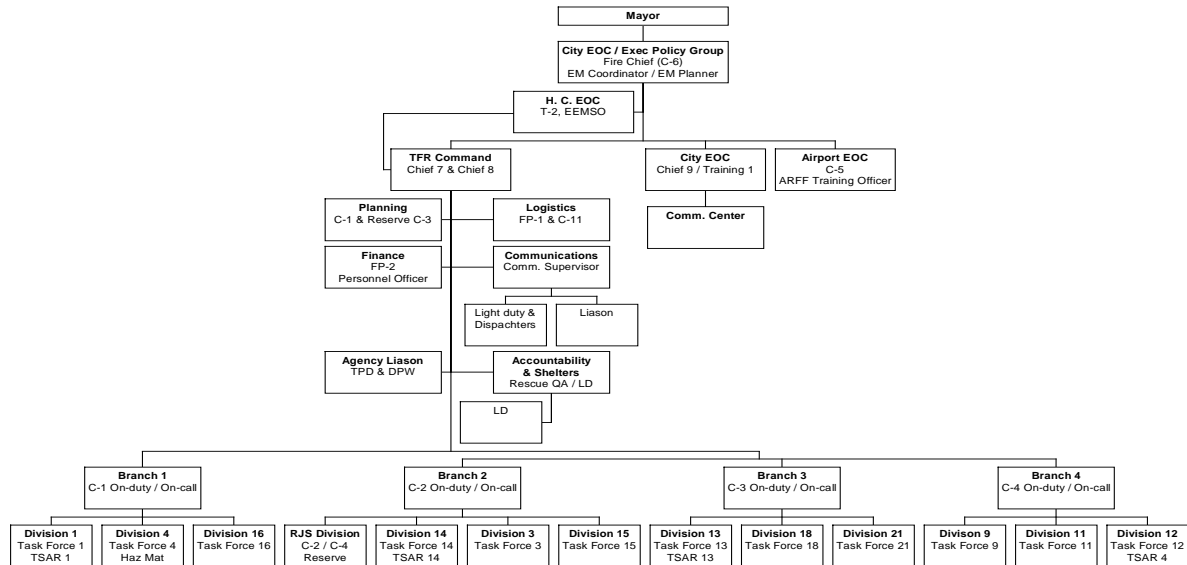 Mayor
City EOC / Exec Policy Group
Fire Chief (C-6)
EM Coordinator / EM Planner
H. C. EOC
T-2, EEMSO
TFR Command
Chief 7 & Chief 8
City EOC
Chief 9 / Training 1
Airport EOC
C-5
ARFF Training Officer
Planning
C-1 & Reserve C-3
Logistics
FP-1 & C-11
Comm. Center
Finance
FP-2
Personnel Officer
Communications
Comm. Supervisor
Light duty &
Dispachters
Liason
Agency Liason
TPD & DPW
Accountability
& Shelters
Rescue QA / LD
LD
Branch 1
C-1 On-duty / On-call
Branch 2
C-2 On-duty / On-call
Branch 3
C-3 On-duty / On-call
Branch 4
C-4 On-duty / On-call
Division 1
Task Force 1
TSAR 1
Division 4
Task Force 4
Haz Mat
Division 16
Task Force 16
RJS Division
C-2 / C-4
Reserve
Division 14
Task Force 14
TSAR 14
Division 3
Task Force 3
Division 15
Task Force 15
Division 13
Task Force 13
TSAR 13
Division 18
Task Force 18
Division 21
Task Force 21
Division 9
Task Force 9
Division 11
Task Force 11
Division 12
Task Force 12
TSAR 4